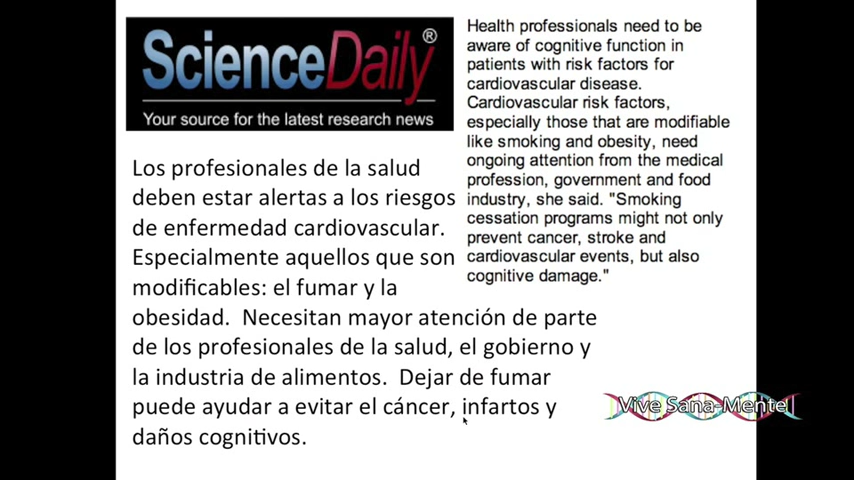 ScienceDaily®
Your source for the latest research news
Health professionals need to be
aware of cognitive function in
patients with risk factors for
cardiovascular disease.
Cardiovascular risk factors,
especially those that are modifiable
like smoking and obesity, need
ongoing attention from the medical
profession, government and food
industry, she said. "Smoking
cessation programs might not only
prevent cancer, stroke and
cardiovascular events, but also
cognitive damage."
Los profesionales de la salud
deben estar alertas a los riesgos
de enfermedad cardiovascular.
Especialmente aquellos que son
modificables: el fumar y la
obesidad. Necesitan mayor atención de parte
de los profesionales de la salud, el gobierno y
la industria de alimentos. Dejar de fumar
puede ayudar a evitar el cáncer, infartos y
daños cognitivos.
Vive Sana-Mente!